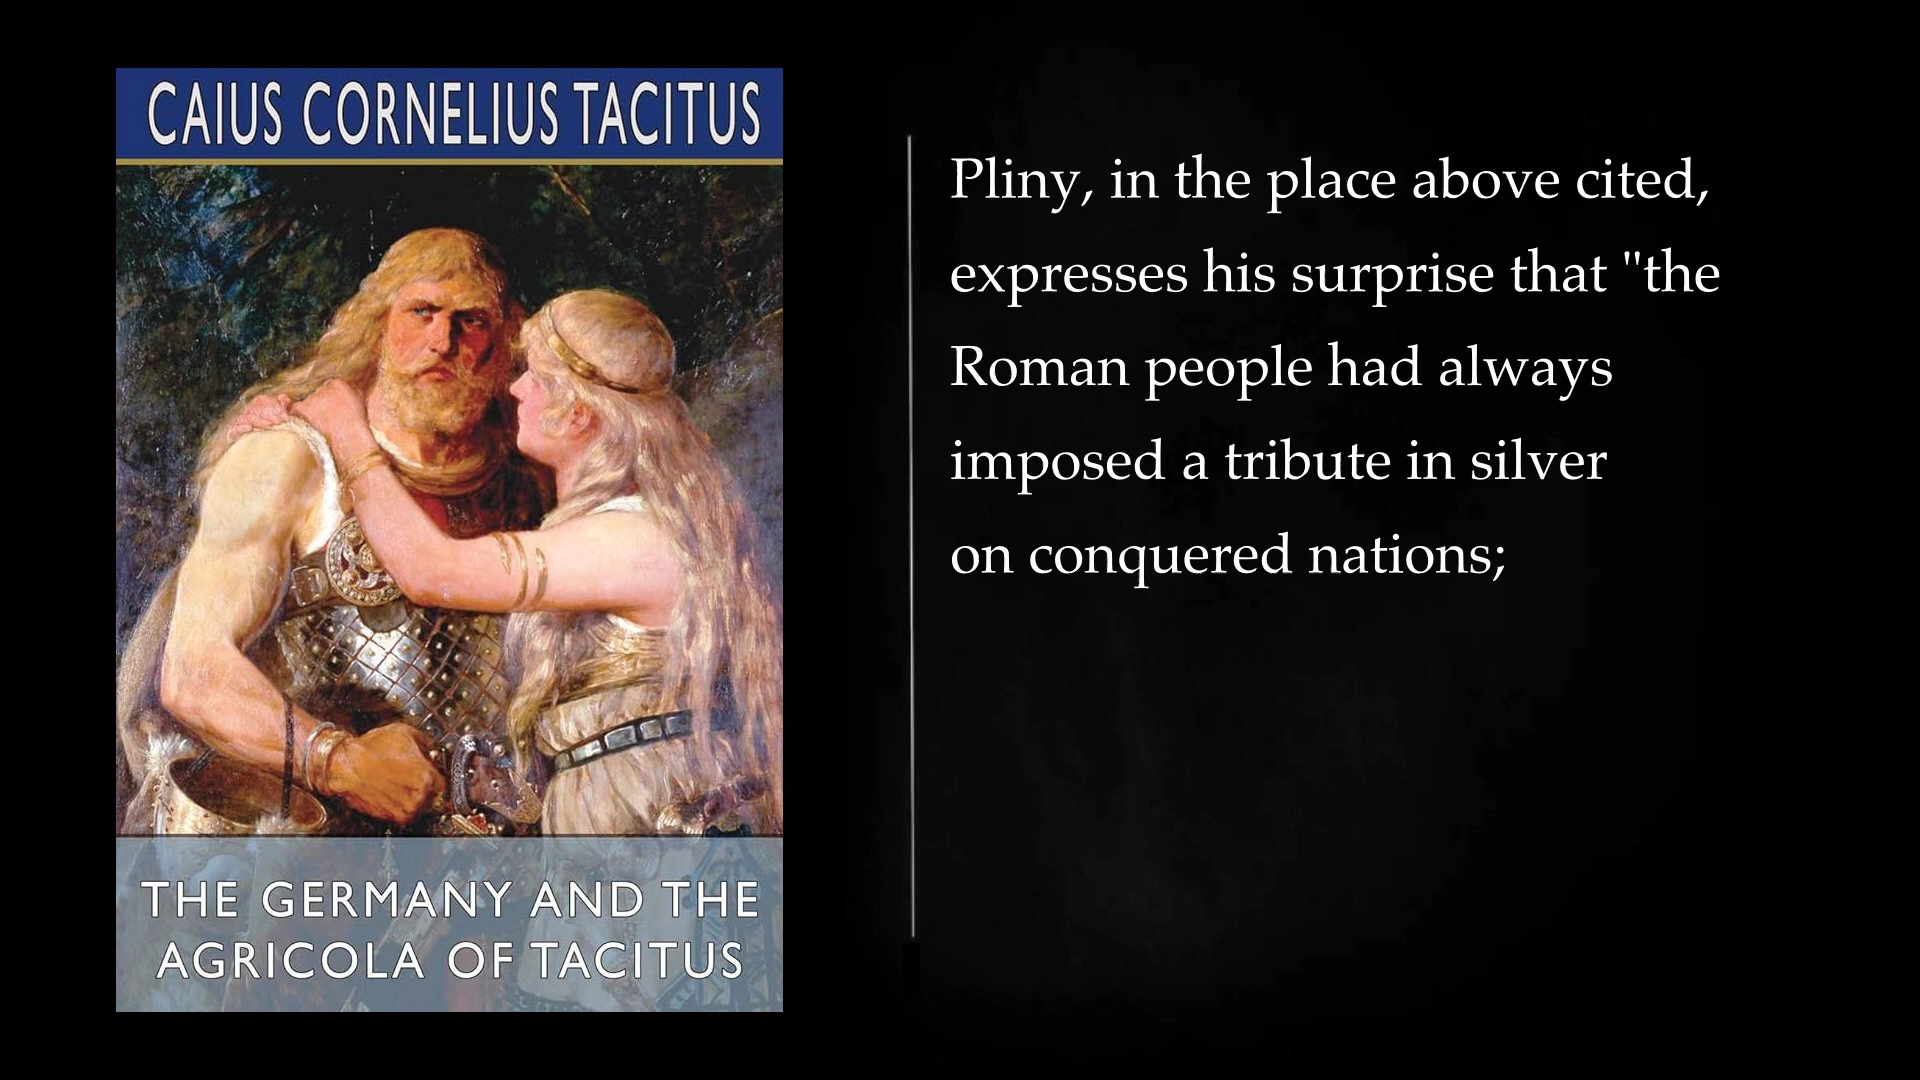 CAIUS CORNELIUS TACITUS
THE GERMANY AND THE
AGRICOLA OF TACITUS
Pliny, in the place above cited,
expresses his surprise that "the
Roman people had always
imposed a tribute in silver
on conquered nations;